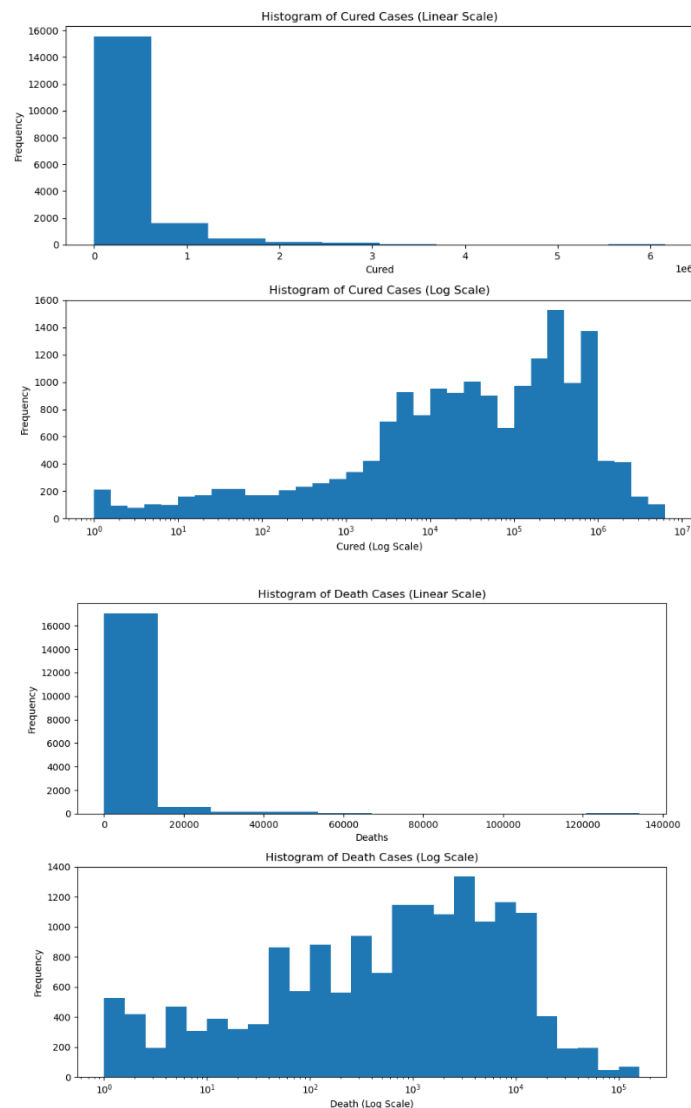 Histogram of Cured Cases (Linear Scale)
16000
14000
12000
10000
8000
6000
4000
2000
0
Frequency
0 1 2 3 4 5 6
Cured
1e6
Histogram of Cured Cases (Log Scale)
1600
1400
1200
1000
800
600
400
200
0
Frequency
10⁰ 10¹ 10² 10³ 10⁴ 10⁵ 10⁶ 10⁷
Cured (Log Scale)
Histogram of Death Cases (Linear Scale)
16000
14000
12000
10000
8000
6000
4000
2000
0
Frequency
0 20000 40000 60000 80000 100000 120000 140000
Deaths
Histogram of Death Cases (Log Scale)
1400
1200
1000
800
600
400
200
0
Frequency
10⁰ 10¹ 10² 10³ 10⁴ 10⁵
Death (Log Scale)